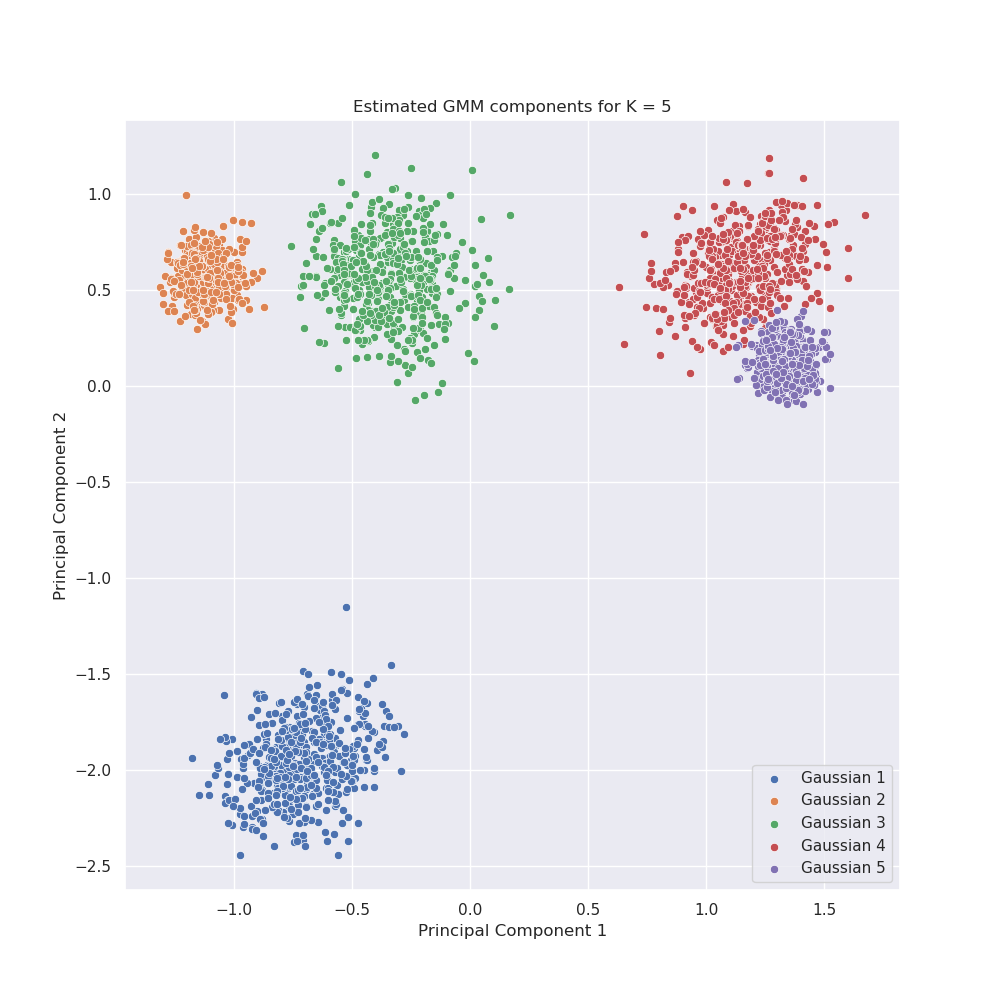 Estimated GMM components for K = 5
Principal Component 2
1.0
0.5
0.0
−0.5
−1.0
−1.5
−2.0
−2.5
−1.0
−0.5
0.0
0.5
1.0
1.5
Principal Component 1
Gaussian 1
Gaussian 2
Gaussian 3
Gaussian 4
Gaussian 5